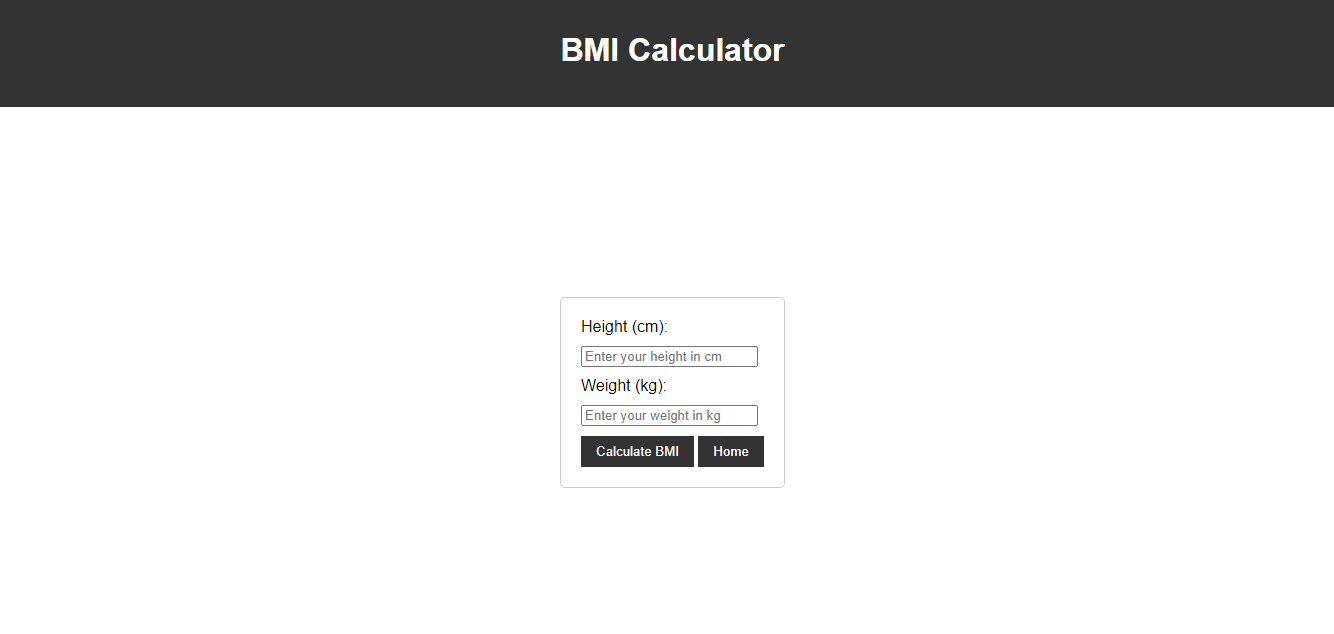 BMI Calculator
Height (cm):
Enter your height in cm
Weight (kg):
Enter your weight in kg
Calculate BMI Home